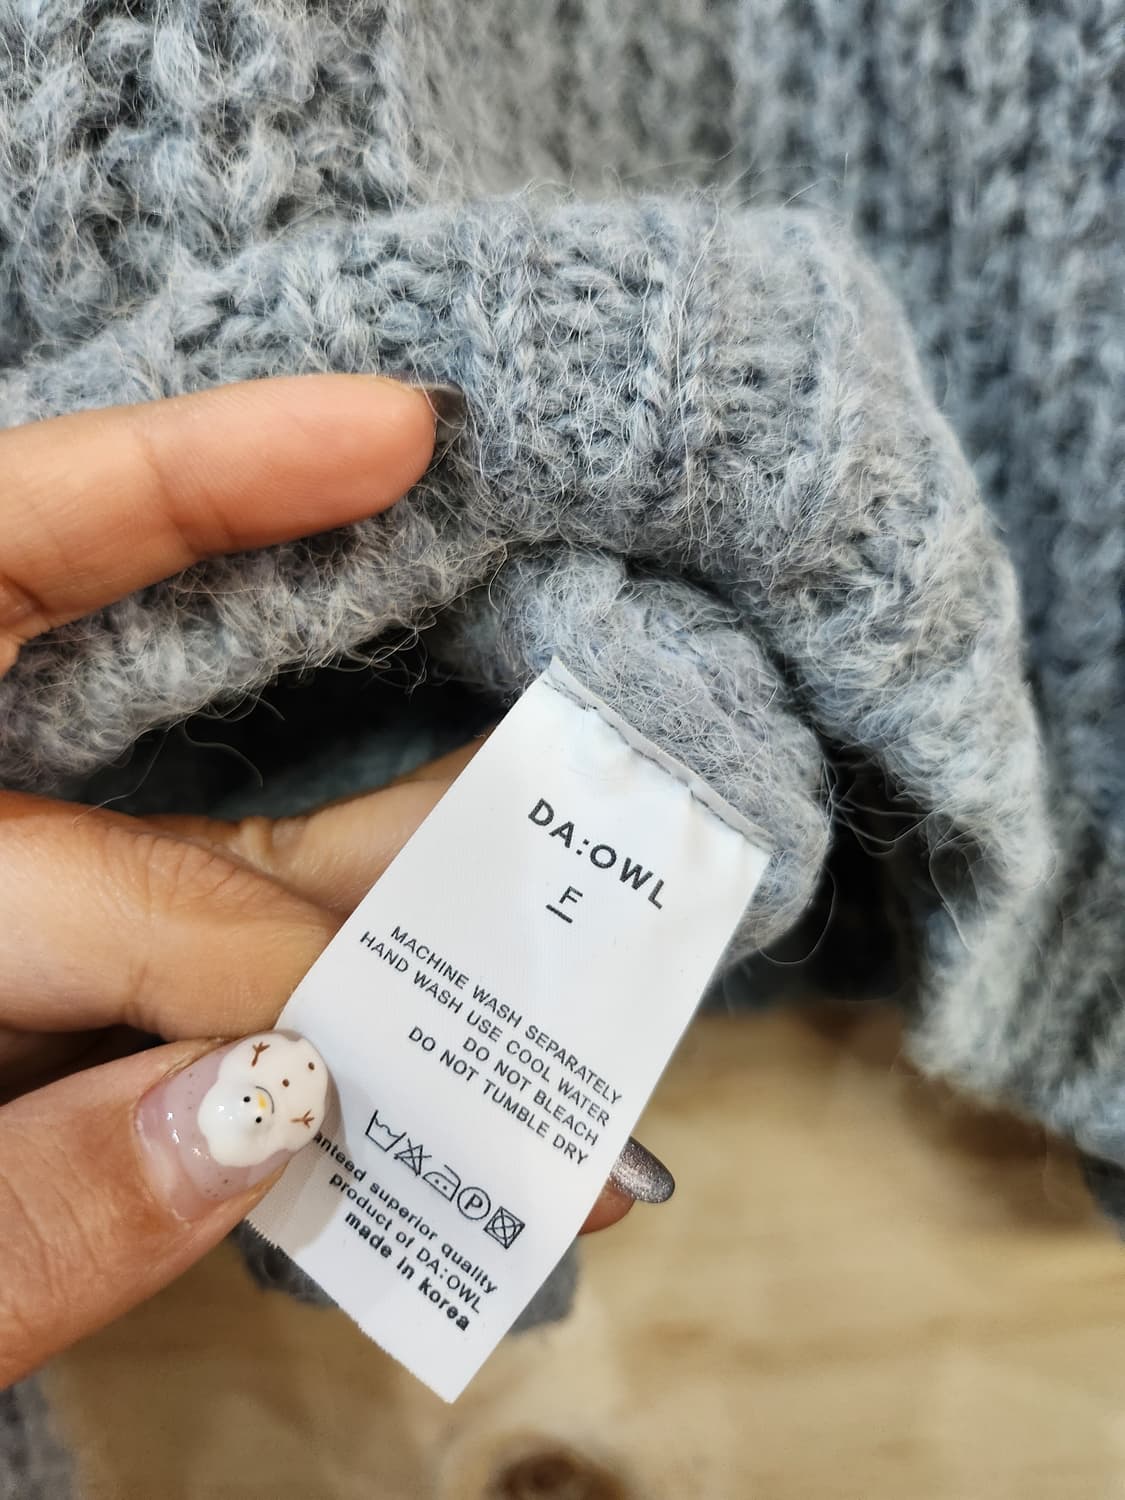 DA:OWL
F
MACHINE WASH SEPARATELY
HAND WASH USE COOL WATER
DO NOT BLEACH
DO NOT TUMBLE DRY
P
superior quality
product of DA:OWL
made in korea